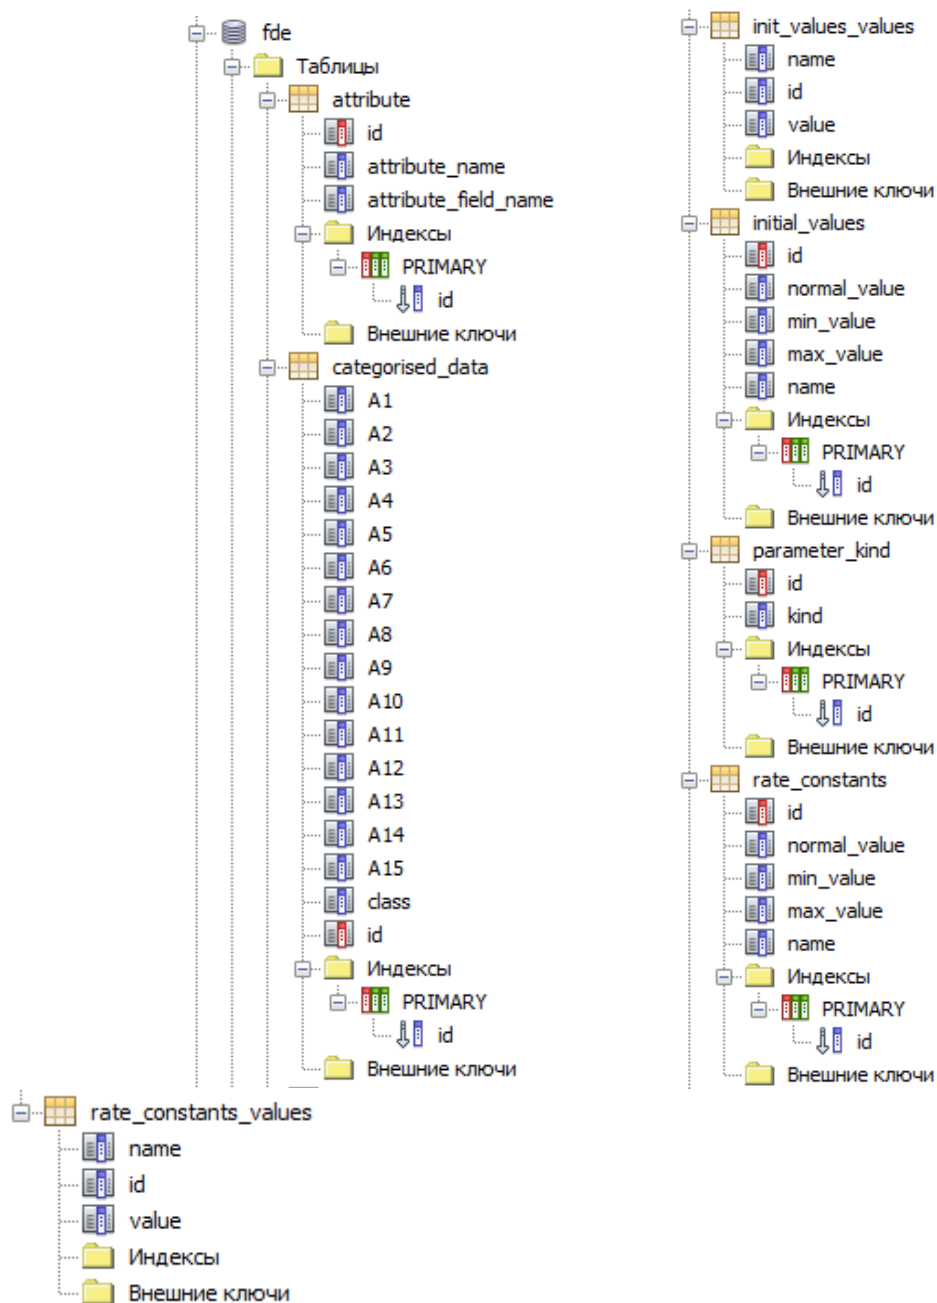 fde
Таблицы
attribute
id
attribute_name
attribute_field_name
Индексы
PRIMARY
id
Внешние ключи
categorised_data
A1
A2
A3
A4
A5
A6
A7
A8
A9
A10
A11
A12
A13
A14
A15
class
id
Индексы
PRIMARY
id
Внешние ключи
init_values_values
name
id
value
Индексы
Внешние ключи
initial_values
id
normal_value
min_value
max_value
name
Индексы
PRIMARY
id
Внешние ключи
parameter_kind
id
kind
Индексы
PRIMARY
id
Внешние ключи
rate_constants
id
normal_value
min_value
max_value
name
Индексы
PRIMARY
id
Внешние ключи
rate_constants_values
name
id
value
Индексы
Внешние ключи